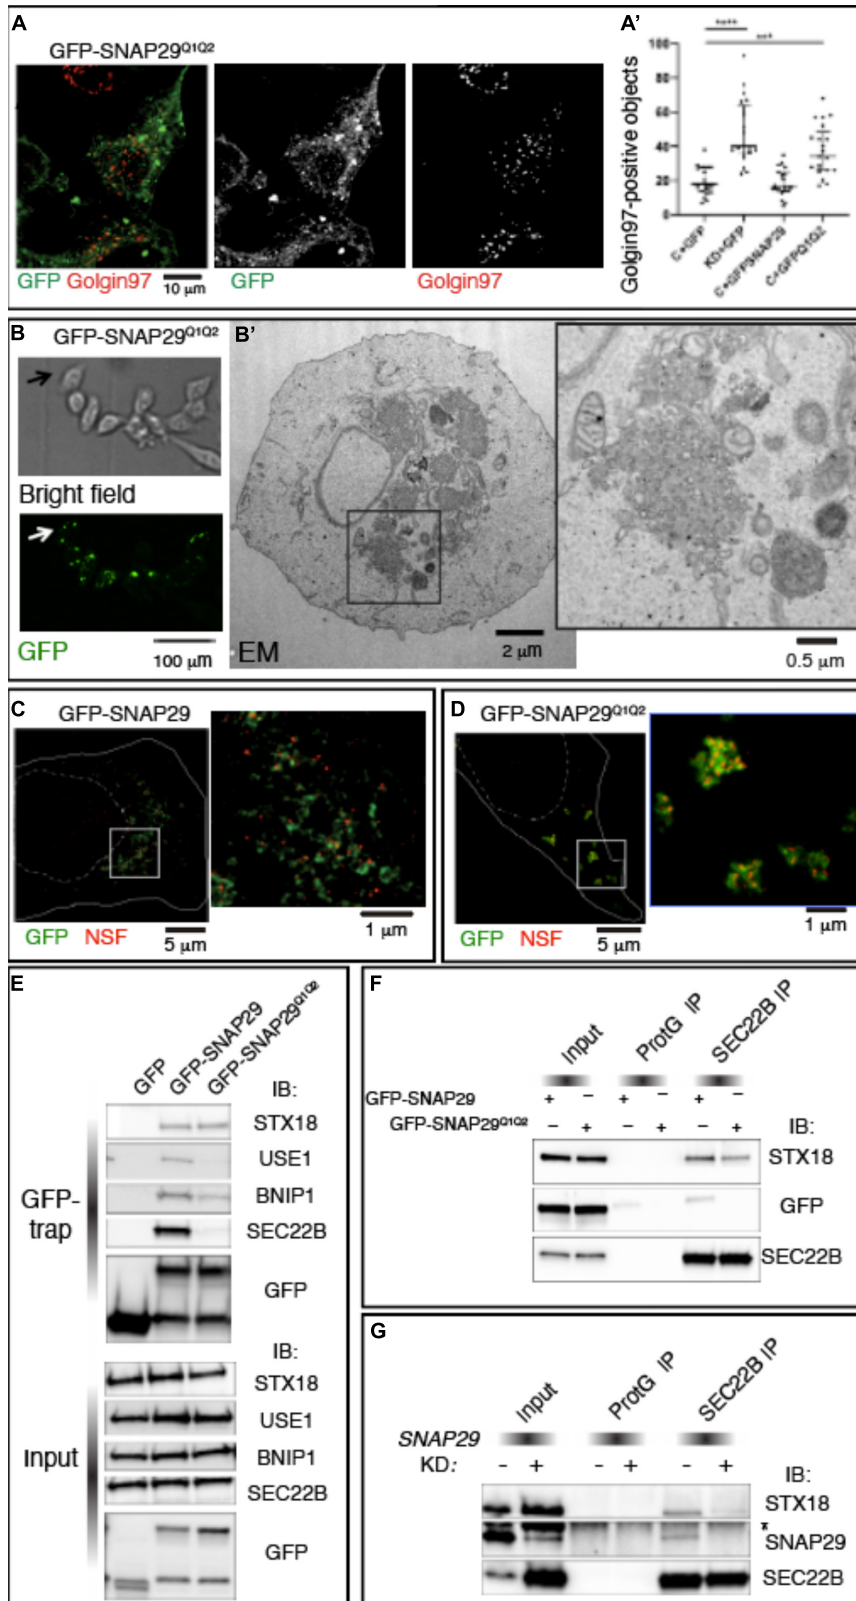 A
GFP-SNAP29Q1Q2
GFP Golgin97
10 µm
GFP
Golgin97
A'
****
***
Golgin97-positive objects
100
80
60
40
20
0
C+GFP
KD+GFP
C+GFPSNAP29
C+GFPQ1Q2
B
GFP-SNAP29Q1Q2
Bright field
GFP
100 µm
B'
EM
2 µm
0.5 µm
C
GFP-SNAP29
GFP NSF
5 µm
1 µm
D
GFP-SNAP29Q1Q2
GFP NSF
5 µm
1 µm
E
GFP
GFP-SNAP29
GFP-SNAP29Q1Q2
IB:
GFP-trap
STX18
USE1
BNIP1
SEC22B
GFP
IB:
Input
STX18
USE1
BNIP1
SEC22B
GFP
F
Input
ProtG IP
SEC22B IP
GFP-SNAP29 + − + − + −
GFP-SNAP29Q1Q2 − + − + − +
IB:
STX18
GFP
SEC22B
G
Input
ProtG IP
SEC22B IP
SNAP29
KD: − + − + − +
IB:
STX18
*
SNAP29
SEC22B